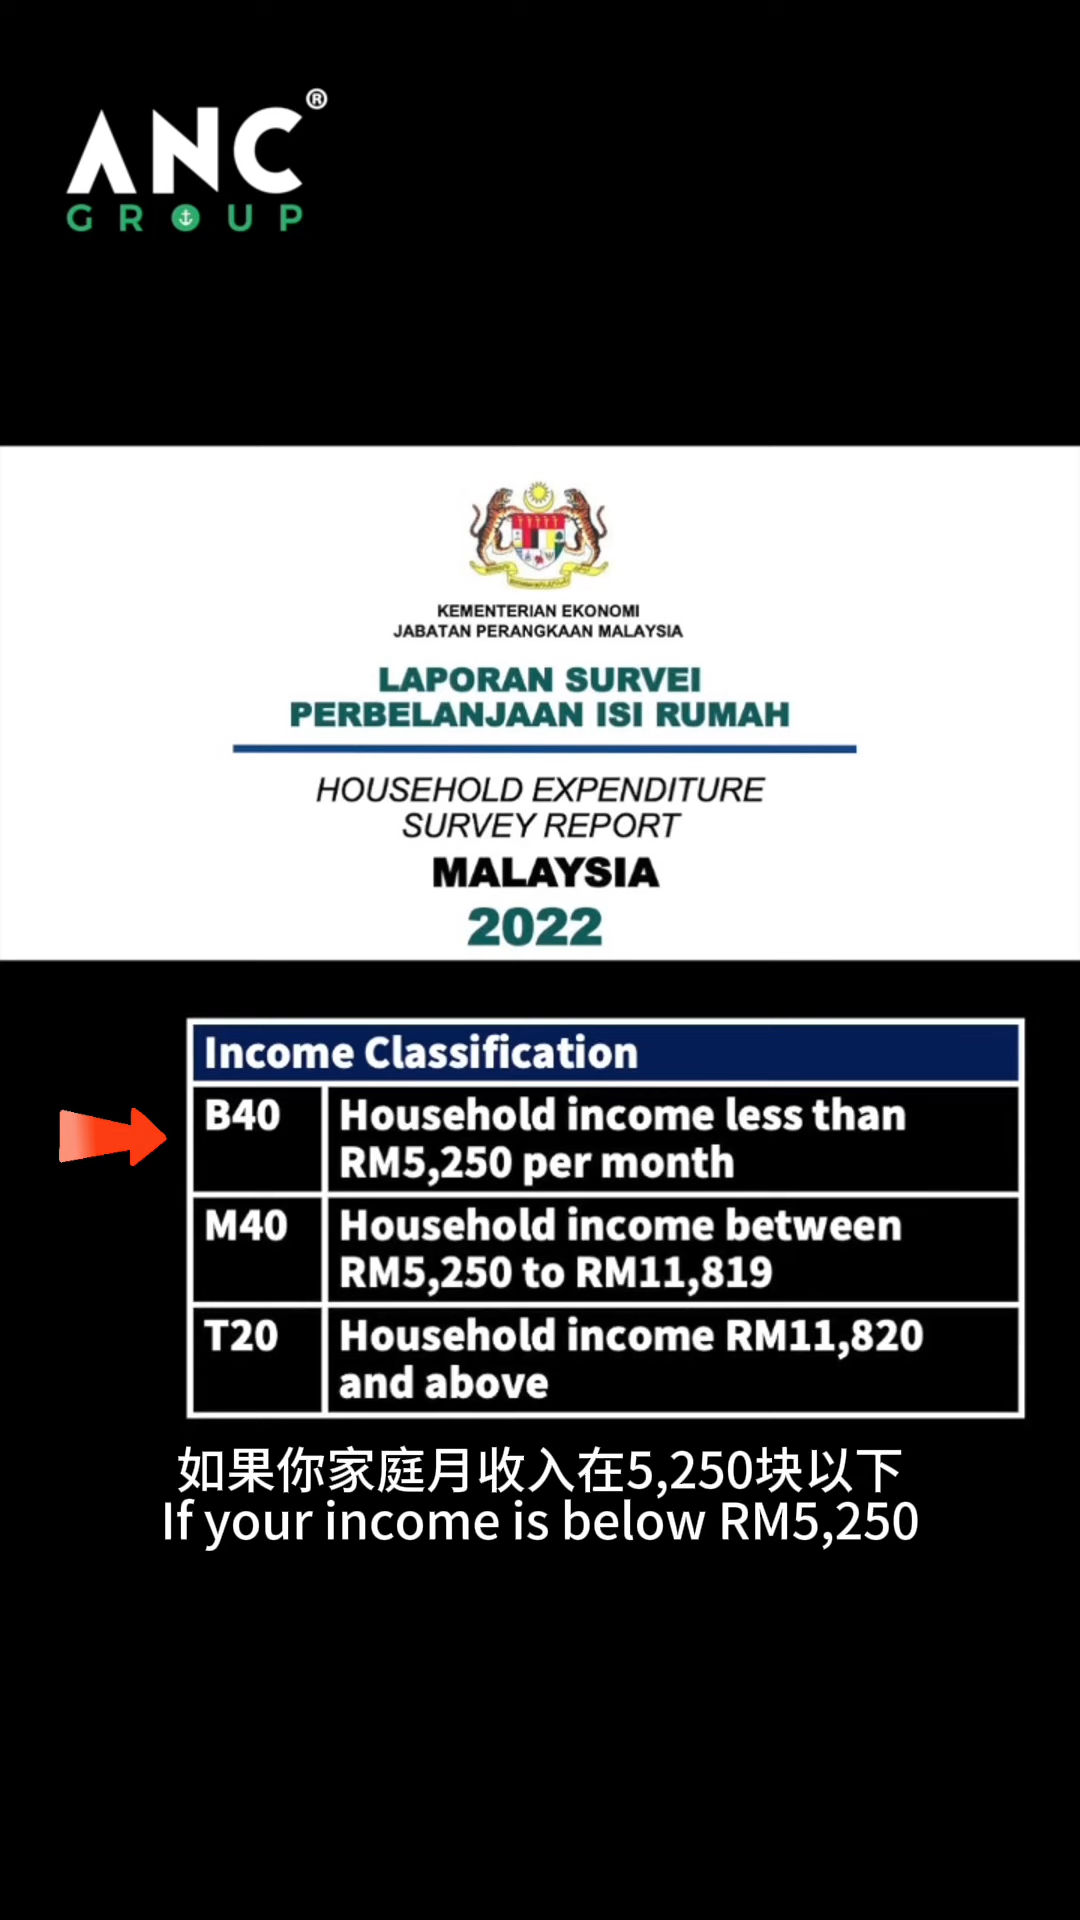 ANC®
GROUP
KEMENTERIAN EKONOMI
JABATAN PERANGKAAN MALAYSIA
LAPORAN SURVEI
PERBELANJAAN ISI RUMAH
HOUSEHOLD EXPENDITURE
SURVEY REPORT
MALAYSIA
2022
Income Classification
B40
Household income less than
RM5,250 per month
M40
Household income between
RM5,250 to RM11,819
T20
Household income RM11,820
and above
如果你家庭月收入在5,250块以下
If your income is below RM5,250